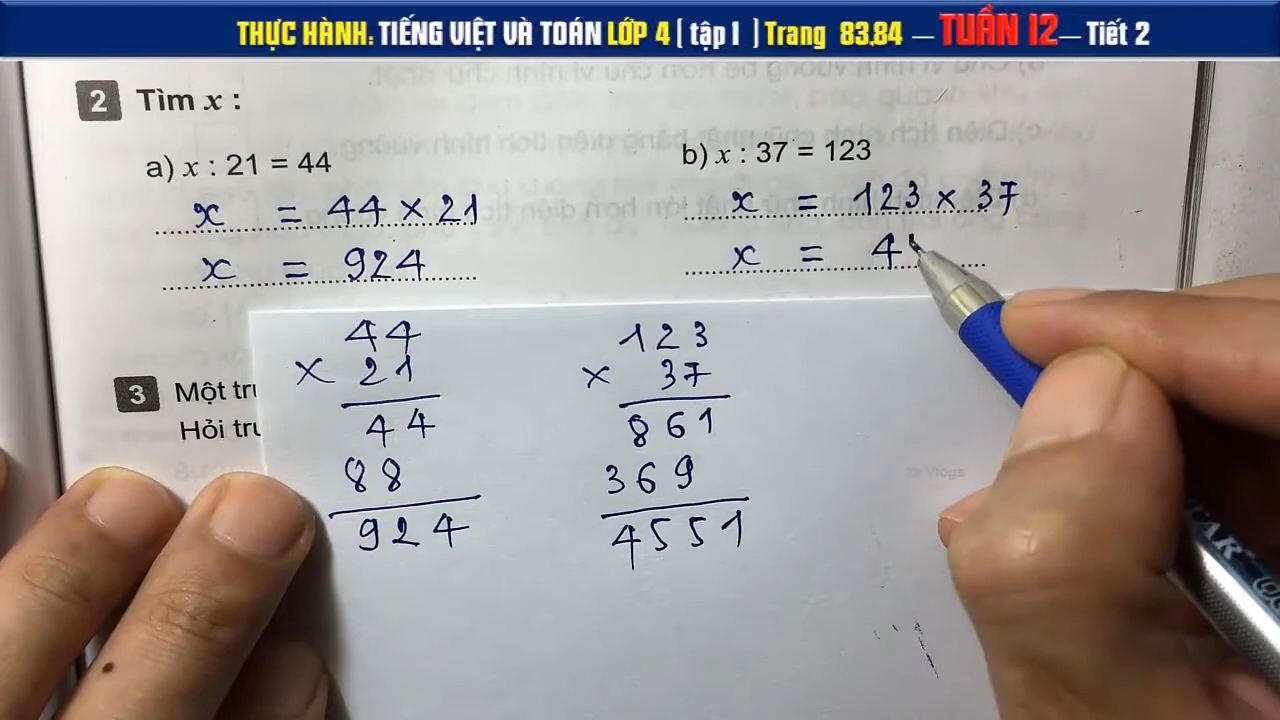 THỰC HÀNH: TIẾNG VIỆT VÀ TOÁN LỚP 4 ( tập 1 ) Trang 83,84 – TUẦN 12 – Tiết 2
2 Tìm x :
a) x : 21 = 44
x = 44 × 21
x = 924
b) x : 37 = 123
x = 123 × 37
x = 4
44
× 21
44
88
924
123
× 37
861
369
4551
3 Một
Hỏi
Vlogs